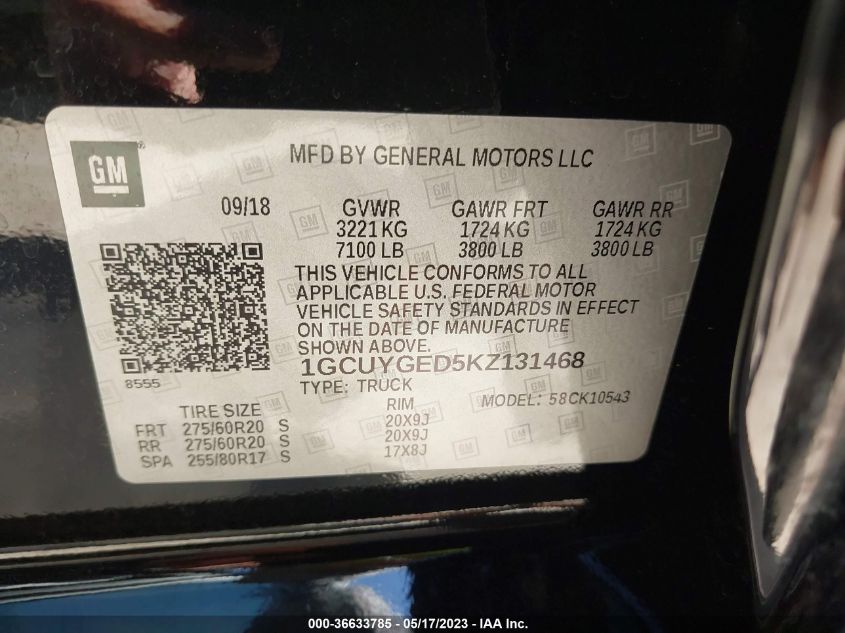 GM
MFD BY GENERAL MOTORS LLC
09/18 GVWR GAWR FRT GAWR RR
3221 KG 1724 KG 1724 KG
7100 LB 3800 LB 3800 LB
THIS VEHICLE CONFORMS TO ALL
APPLICABLE U.S. FEDERAL MOTOR
VEHICLE SAFETY STANDARDS IN EFFECT
ON THE DATE OF MANUFACTURE
SHOWN ABOVE.
1GCUYGED5KZ131468
8555 TYPE: TRUCK
TIRE SIZE RIM MODEL: 58CK10543
FRT 275/60R20 S 20X9J
RR 275/60R20 S 20X9J
SPA 255/80R17 S 17X8J
000-36633785 - 05/17/2023 - IAA Inc.